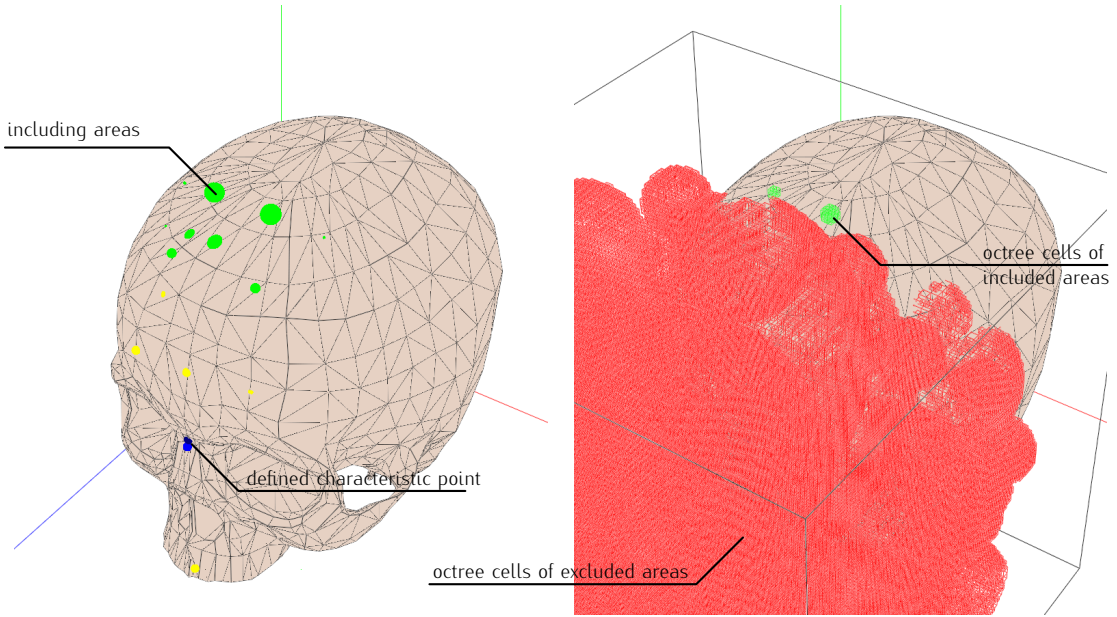 including areas
octree cells of
included areas
defined characteristic point
octree cells of excluded areas